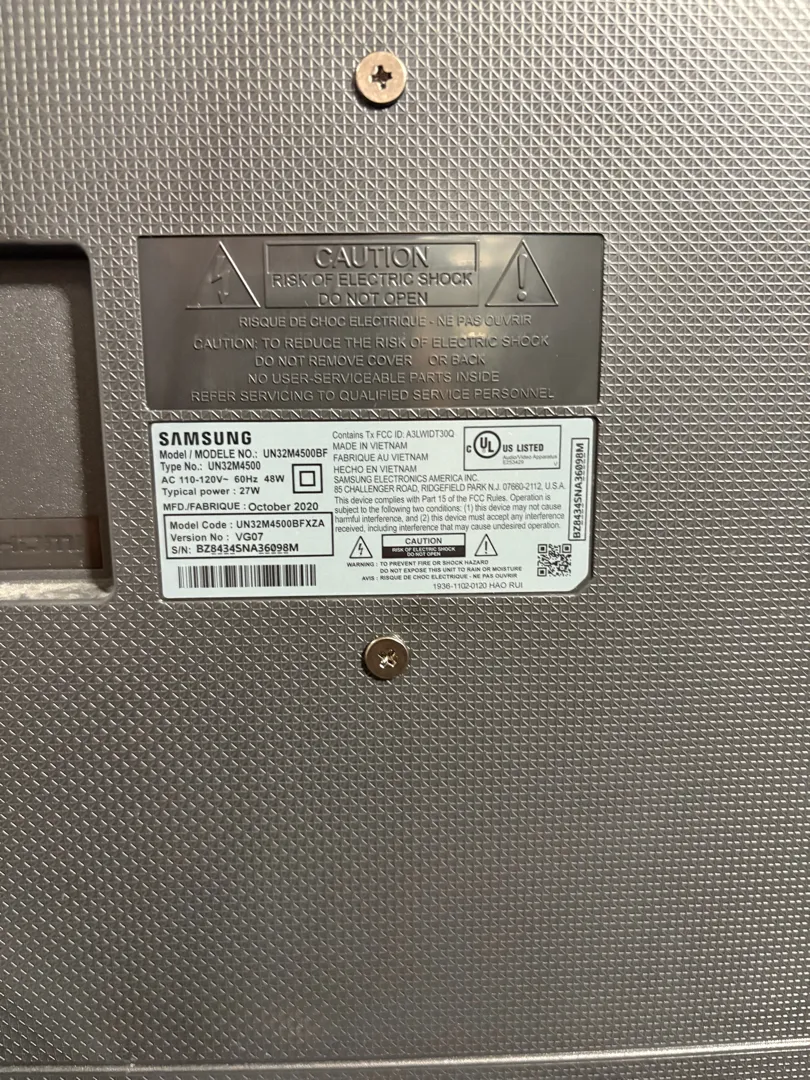 CAUTION
RISK OF ELECTRIC SHOCK
DO NOT OPEN
RISQUE DE CHOC ELECTRIQUE - NE PAS OUVRIR
CAUTION: TO REDUCE THE RISK OF ELECTRIC SHOCK
DO NOT REMOVE COVER OR BACK
NO USER-SERVICEABLE PARTS INSIDE
REFER SERVICING TO QUALIFIED SERVICE PERSONNEL
SAMSUNG
Model / MODELE NO.: UN32M4500BF
Type No.: UN32M4500
AC 110-120V~ 60Hz 48W
Typical power : 27W
MFD./FABRIQUE : October 2020
Model Code : UN32M4500BFXZA
Version No : VG07
S/N: BZ8434SNA36098M
Contains Tx FCC ID: A3LWIDT30Q
MADE IN VIETNAM
FABRIQUE AU VIETNAM
HECHO EN VIETNAM
SAMSUNG ELECTRONICS AMERICA INC.
85 CHALLENGER ROAD, RIDGEFIELD PARK N.J. 07660-2112, U.S.A.
This device complies with Part 15 of the FCC Rules, Operation is
subject to the following two conditions: (1) this device may not cause
harmful interference, and (2) this device must accept any interference
received, including interference that may cause undesired operation.
c UL US LISTED
Audio/Video Apparatus
E253429
BZ8434SNA36098M
CAUTION
RISK OF ELECTRIC SHOCK
DO NOT OPEN
WARNING : TO PREVENT FIRE OR SHOCK HAZARD
DO NOT EXPOSE THIS UNIT TO RAIN OR MOISTURE
AVIS : RISQUE DE CHOC ELECTRIQUE - NE PAS OUVRIR
1936-1102-0120 HAO RUI